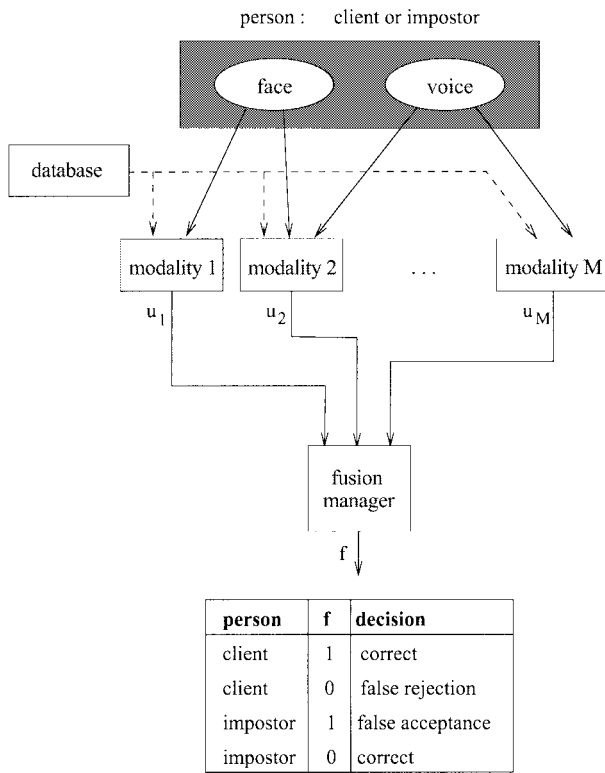 person : client or impostor
face voice
database
modality 1 modality 2 . . . modality M
u1 u2 uM
fusion
manager
f
person f decision
client 1 correct
client 0 false rejection
impostor 1 false acceptance
impostor 0 correct